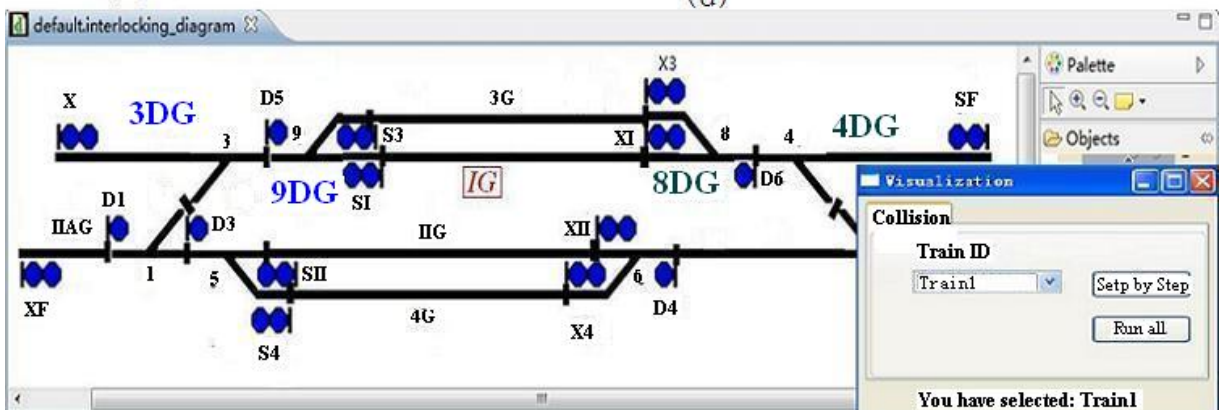 (d)
default.interlocking_diagram
Palette
Objects
X
3DG
D5
3G
X3
SF
3
9
S3
XI
8
4
4DG
9DG
SI
IG
8DG
D6
D1
IIAG
D3
IIG
XII
1
5
SII
6
XF
4G
D4
S4
X4
Visualization
Collision
Train ID
Train1
Setp by Step
Run all
You have selected: Train1